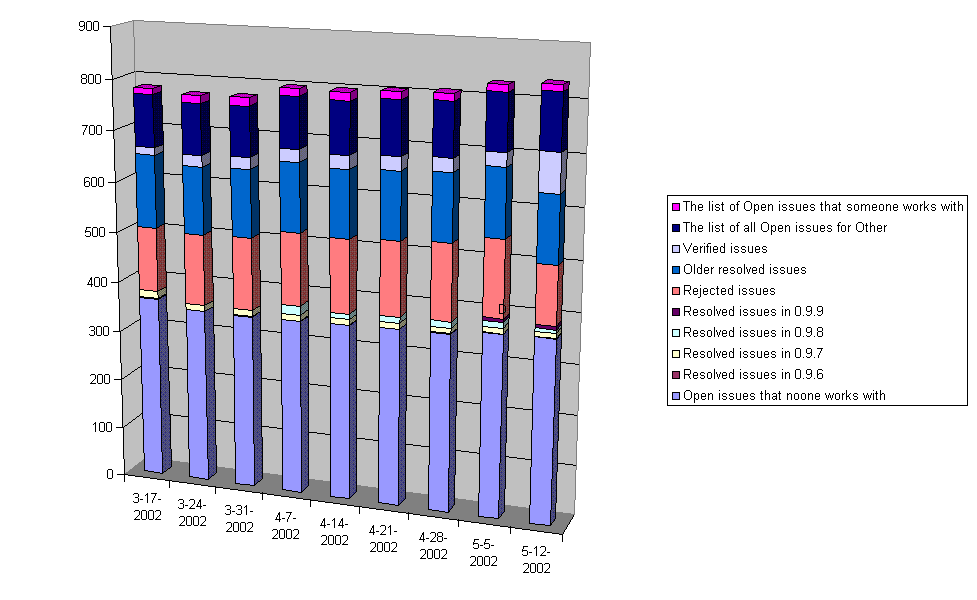 900
800
700
600
500
400
300
200
100
0
3-17-
2002
3-24-
2002
3-31-
2002
4-7-
2002
4-14-
2002
4-21-
2002
4-28-
2002
5-5-
2002
5-12-
2002
The list of Open issues that someone works with
The list of all Open issues for Other
Verified issues
Older resolved issues
Rejected issues
Resolved issues in 0.9.9
Resolved issues in 0.9.8
Resolved issues in 0.9.7
Resolved issues in 0.9.6
Open issues that noone works with